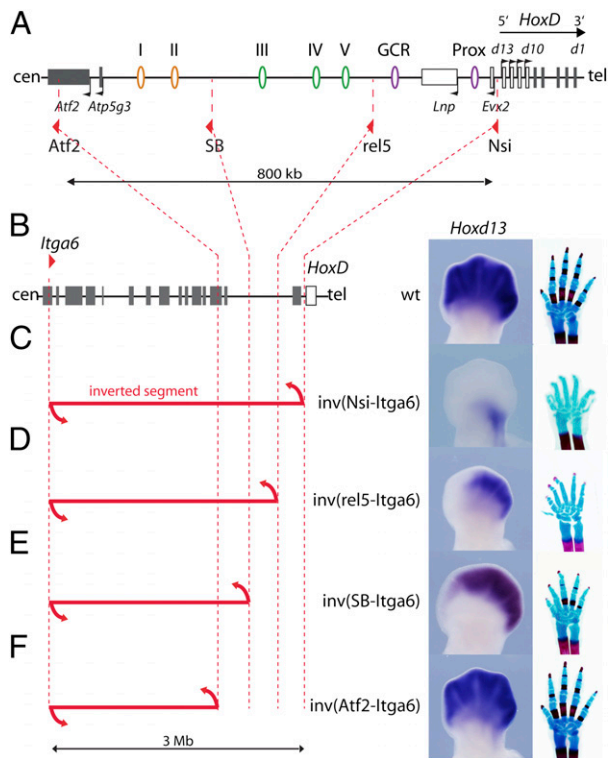 A
5' HoxD 3'
I II III IV V GCR Prox d13 d10 d1
cen tel
Atf2 Atp5g3 Lnp Evx2
Atf2 SB rel5 Nsi
800 kb
B
Itga6 Hoxd13
HoxD
cen tel wt
C
inverted segment inv(Nsi-Itga6)
D
inv(rel5-Itga6)
E
inv(SB-Itga6)
F
inv(Atf2-Itga6)
3 Mb